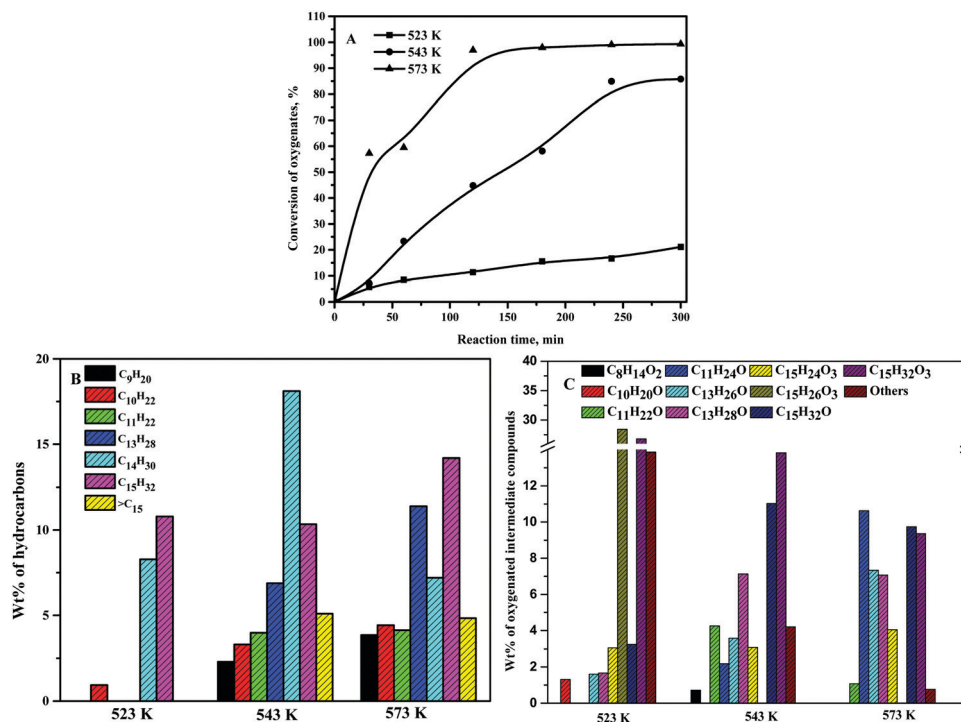 A
523 K
543 K
573 K
Conversion of oxygenates, %
110
100
90
80
70
60
50
40
30
20
10
0
0 50 100 150 200 250 300
Reaction time, min
B
C₉H₂₀
C₁₀H₂₂
C₁₁H₂₂
C₁₃H₂₈
C₁₄H₃₀
C₁₅H₃₂
>C₁₅
Wt% of hydrocarbons
20
15
10
5
0
523 K 543 K 573 K
C
C₈H₁₄O₂ C₁₁H₂₄O C₁₅H₂₄O₃ C₁₅H₃₂O₃
C₁₀H₂₀O C₁₃H₂₆O C₁₅H₂₆O₃ Others
C₁₁H₂₂O C₁₃H₂₈O C₁₅H₃₂O
Wt% of oxygenated intermediate compounds
40
35
30
12
10
8
6
4
2
0
523 K 543 K 573 K